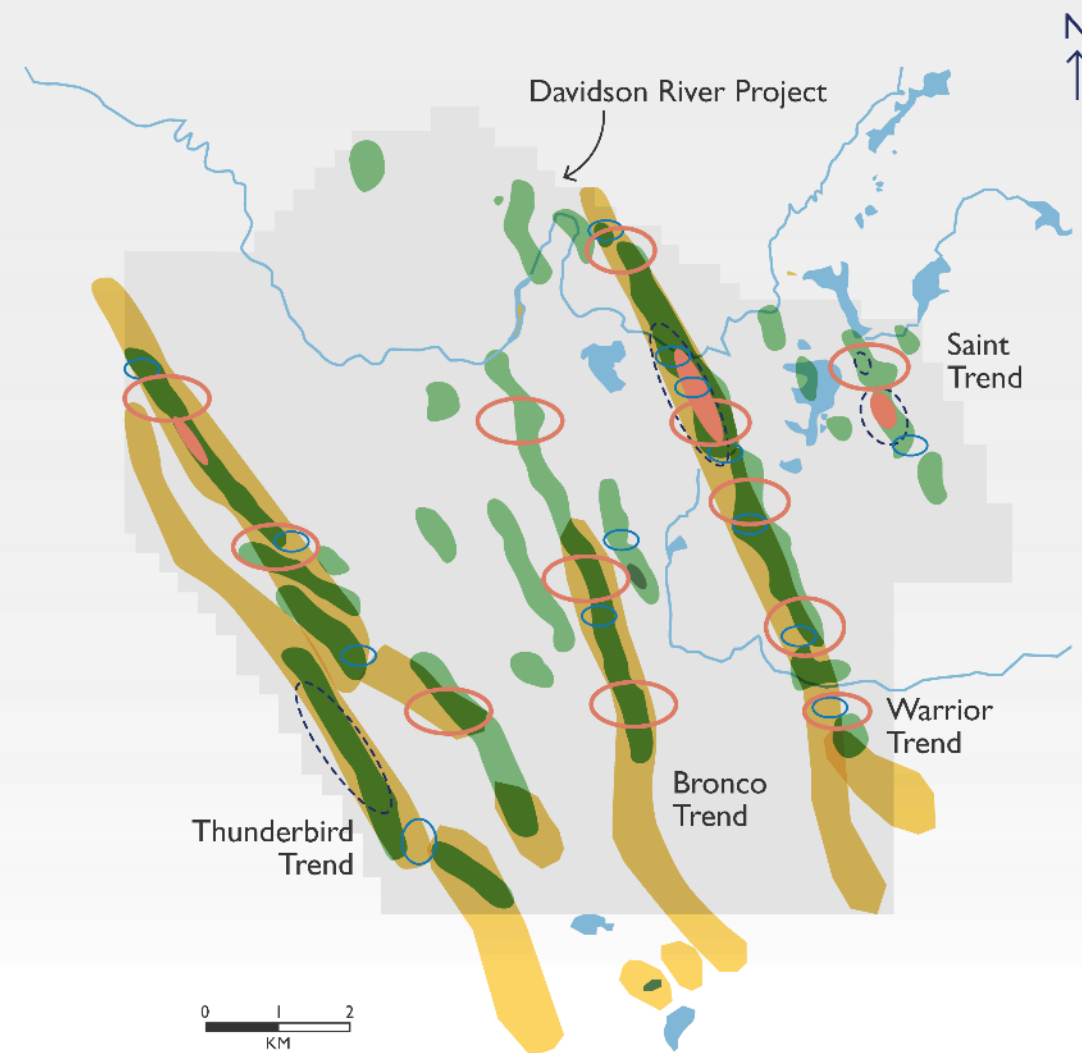 N
Davidson River Project
Saint
Trend
Warrior
Trend
Bronco
Trend
Thunderbird
Trend
0 1 2
KM